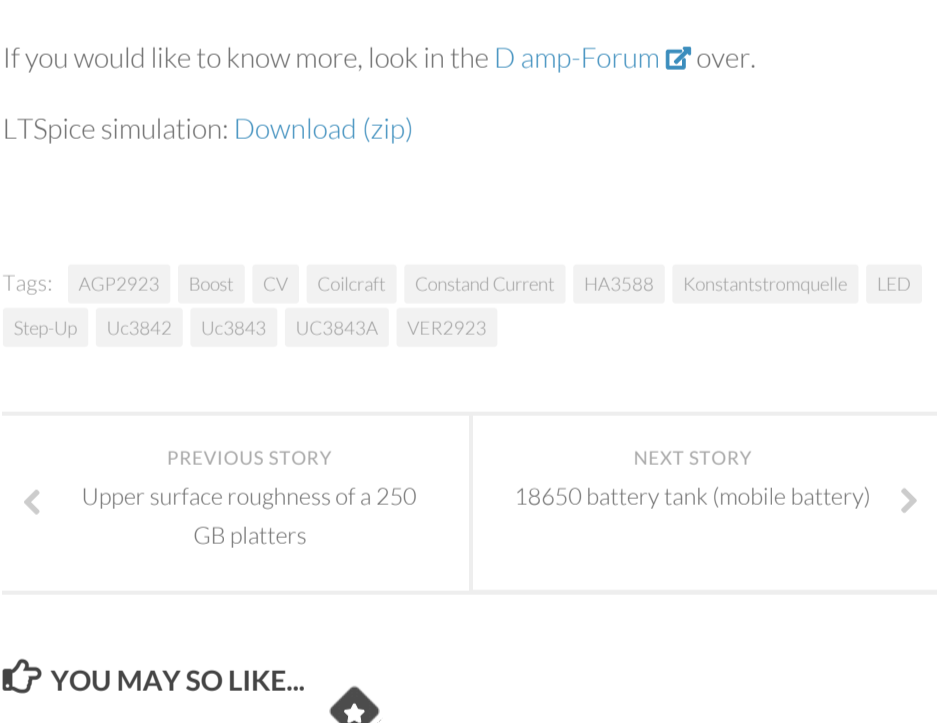 If you would like to know more, look in the D amp-Forum over.
LTSpice simulation: Download (zip)
Tags: AGP2923 Boost CV Coilcraft Constand Current HA3588 Konstantstromquelle LED
Step-Up Uc3842 Uc3843 UC3843A VER2923
PREVIOUS STORY
Upper surface roughness of a 250
GB platters
NEXT STORY
18650 battery tank (mobile battery)
YOU MAY SO LIKE...